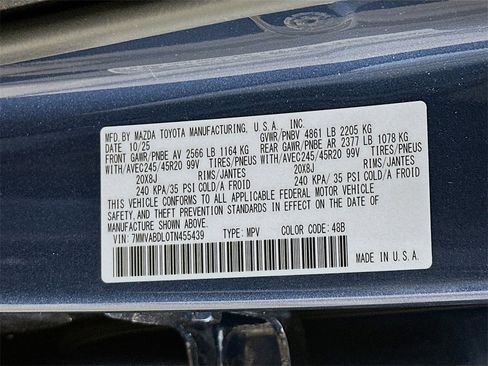 MFD. BY MAZDA TOYOTA MANUFACTURING, U.S.A., INC.
DATE 10/25 GVWR/PNBV 4861 LB 2205 KG
FRONT GAWR/PNBE AV 2566 LB 1164 KG REAR GAWR/PNBE AR 2377 LB 1078 KG
WITH/AVEC245/45R20 99V TIRES/PNEUS WITH/AVEC245/45R20 99V TIRES/PNEUS
20X8J RIMS/JANTES 20X8J RIMS/JANTES
240 KPA/ 35 PSI COLD/A FROID 240 KPA/ 35 PSI COLD/A FROID
THIS VEHICLE CONFORMS TO ALL APPLICABLE FEDERAL MOTOR VEHICLE
SAFETY, AND THEFT PREVENTION STANDARDS IN EFFECT ON THE DATE OF
MANUFACTURE SHOWN ABOVE.
VIN: 7MMVABDL0TN455439 TYPE: MPV COLOR CODE: 48B
MADE IN U.S.A.